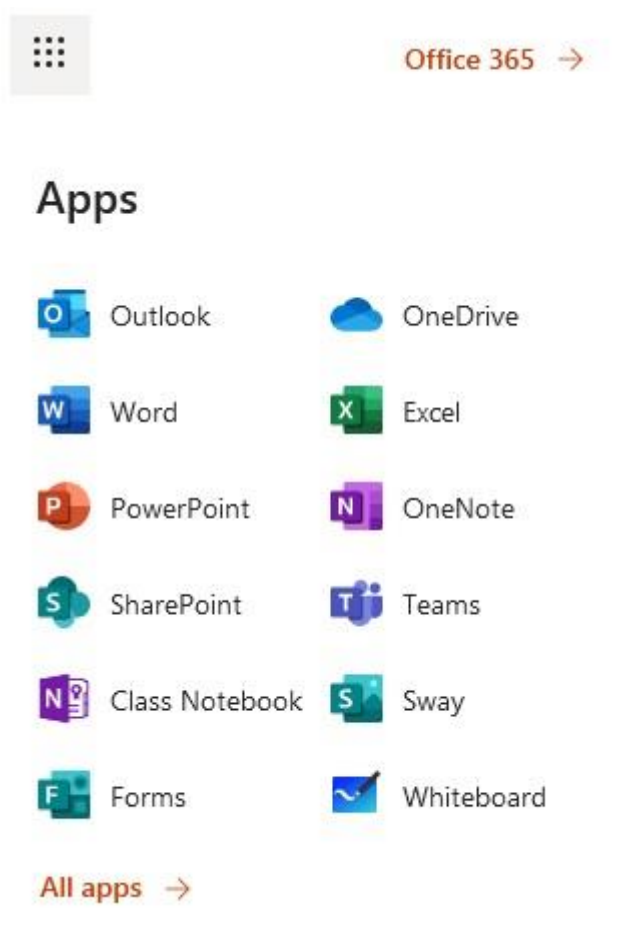 Office 365 →
Apps
Outlook OneDrive
Word Excel
PowerPoint OneNote
SharePoint Teams
Class Notebook Sway
Forms Whiteboard
All apps →